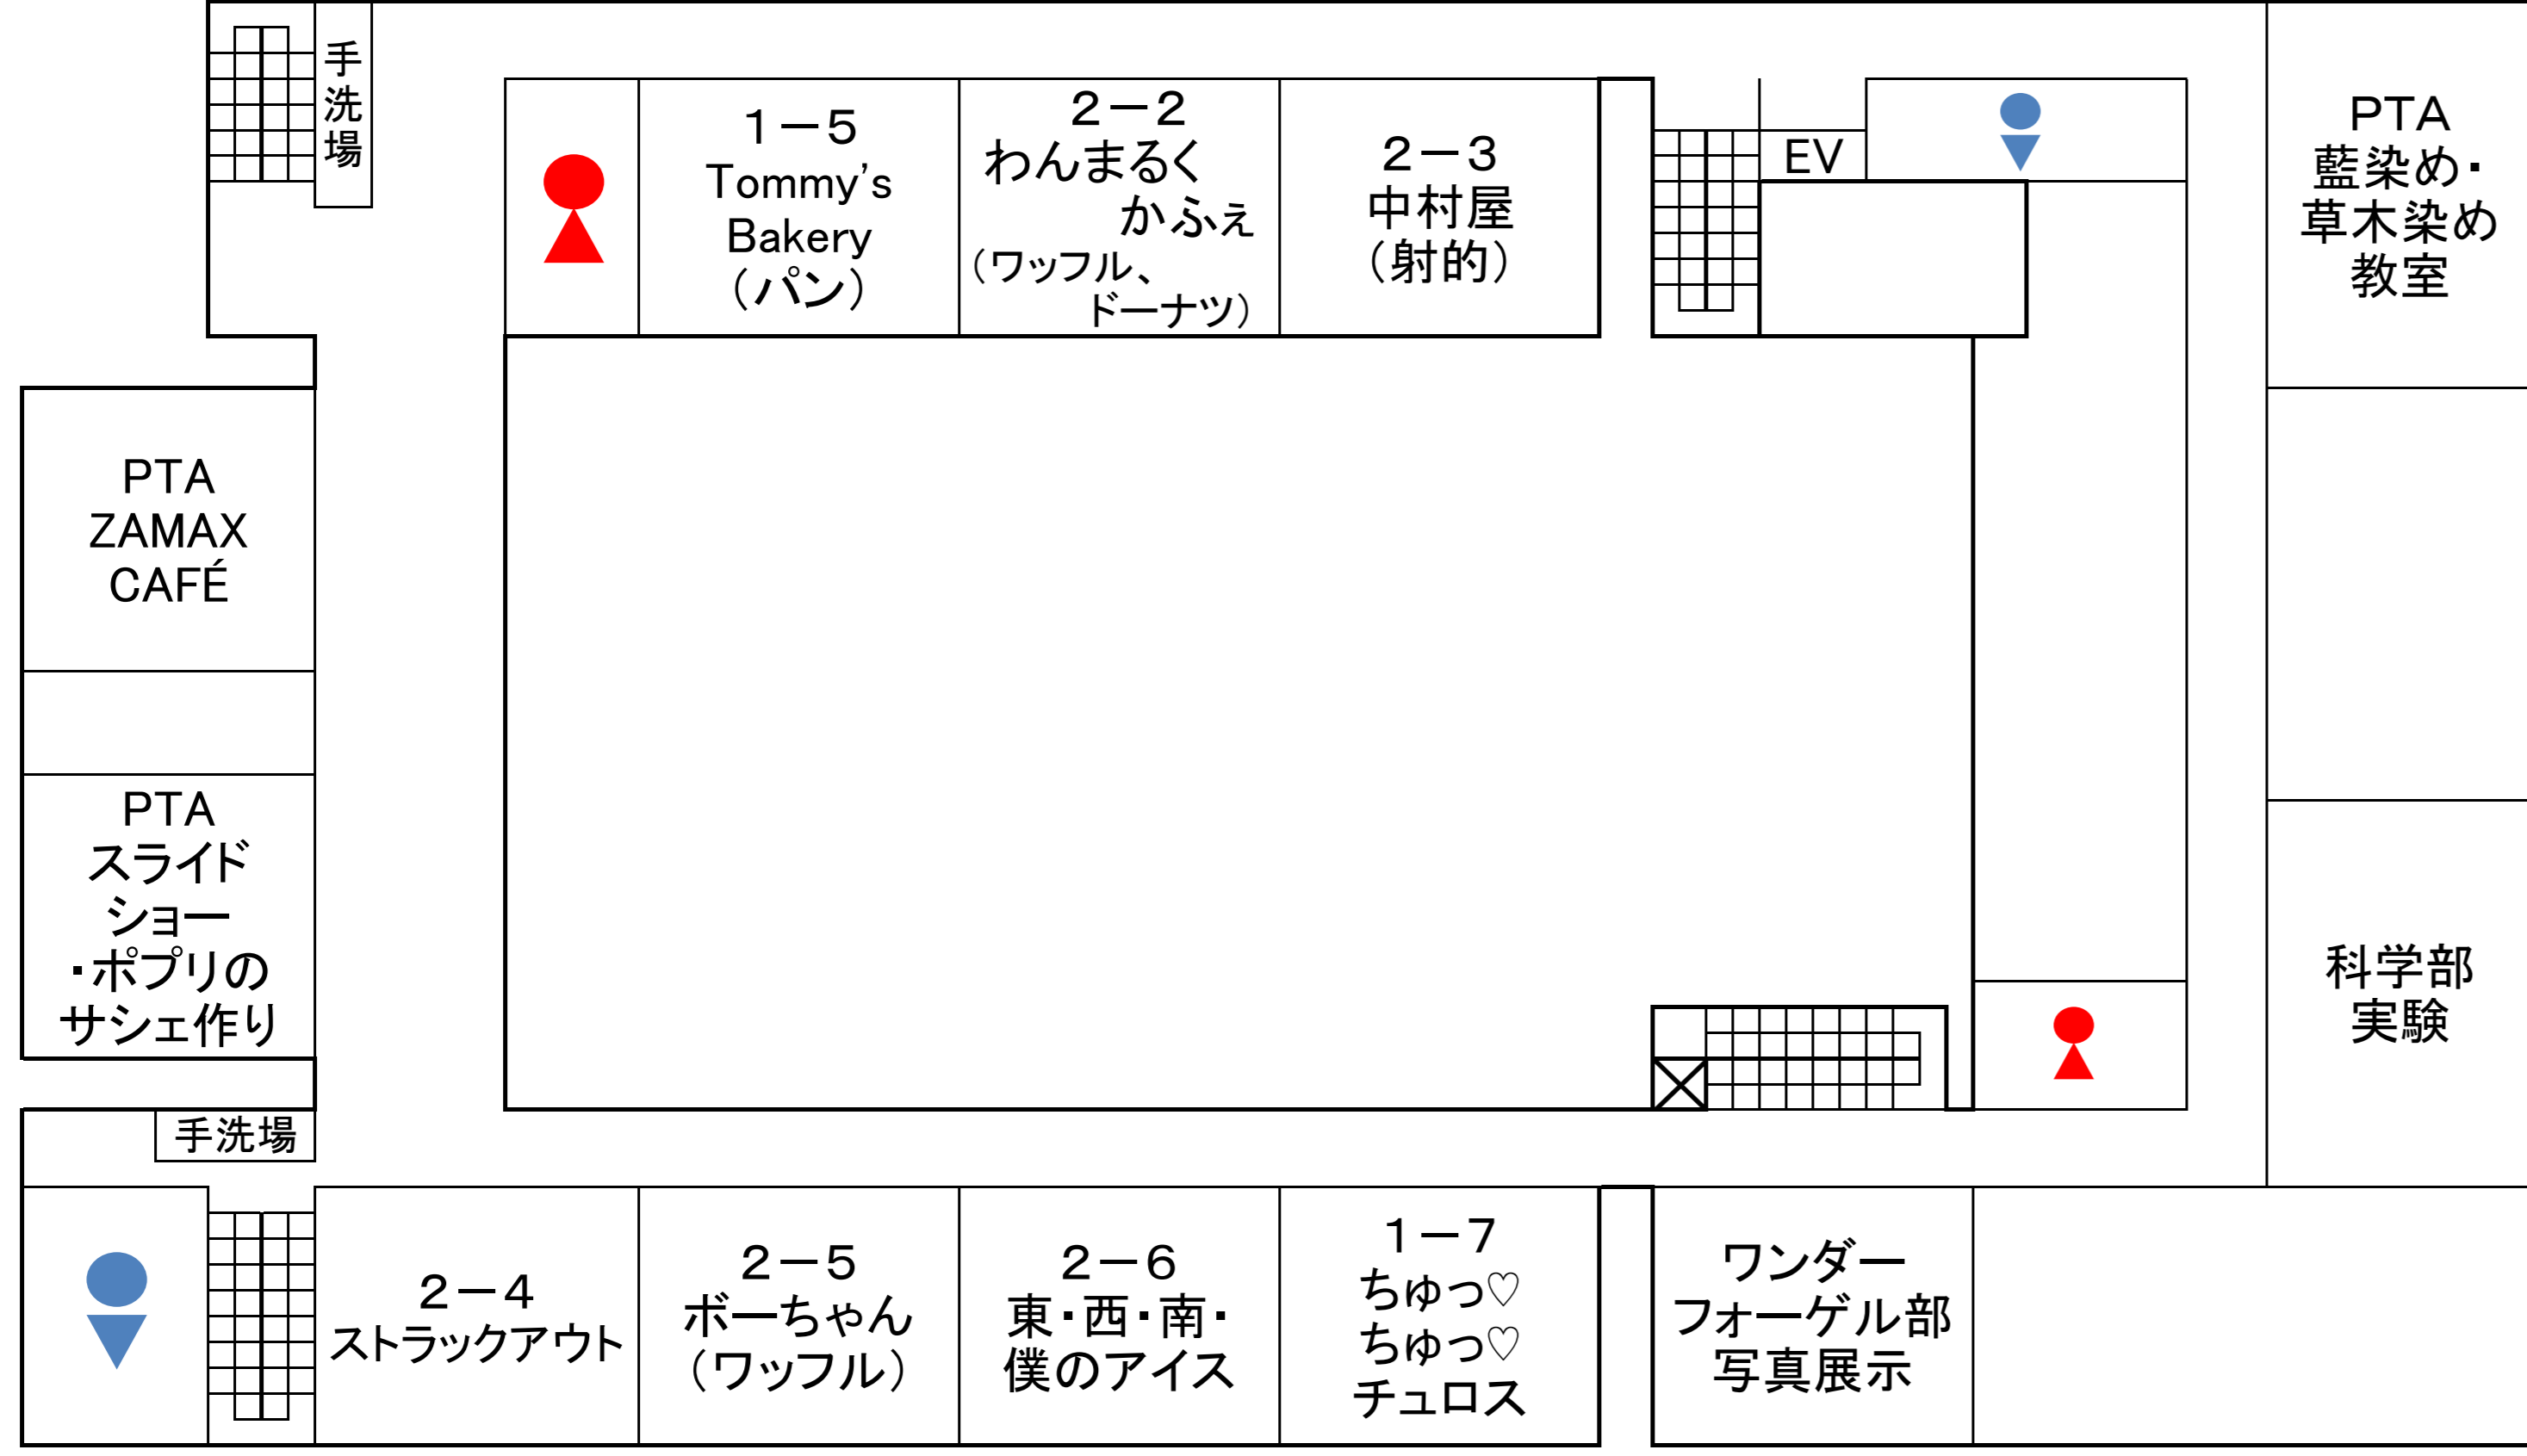 手洗場
1－5
Tommy's
Bakery
（パン）
２－２
わんまるく
かふぇ
（ワッフル、
ドーナツ）
２－３
中村屋
（射的）
EV
PTA
藍染め・
草木染め
教室
PTA
ZAMAX
CAFÉ
PTA
スライド
ショー
・ポプリの
サシェ作り
科学部
実験
手洗場
２－４
ストラックアウト
２－５
ボーちゃん
（ワッフル）
２－６
東・西・南・
僕のアイス
１－７
ちゅっ♡
ちゅっ♡
チュロス
ワンダー
フォーゲル部
写真展示